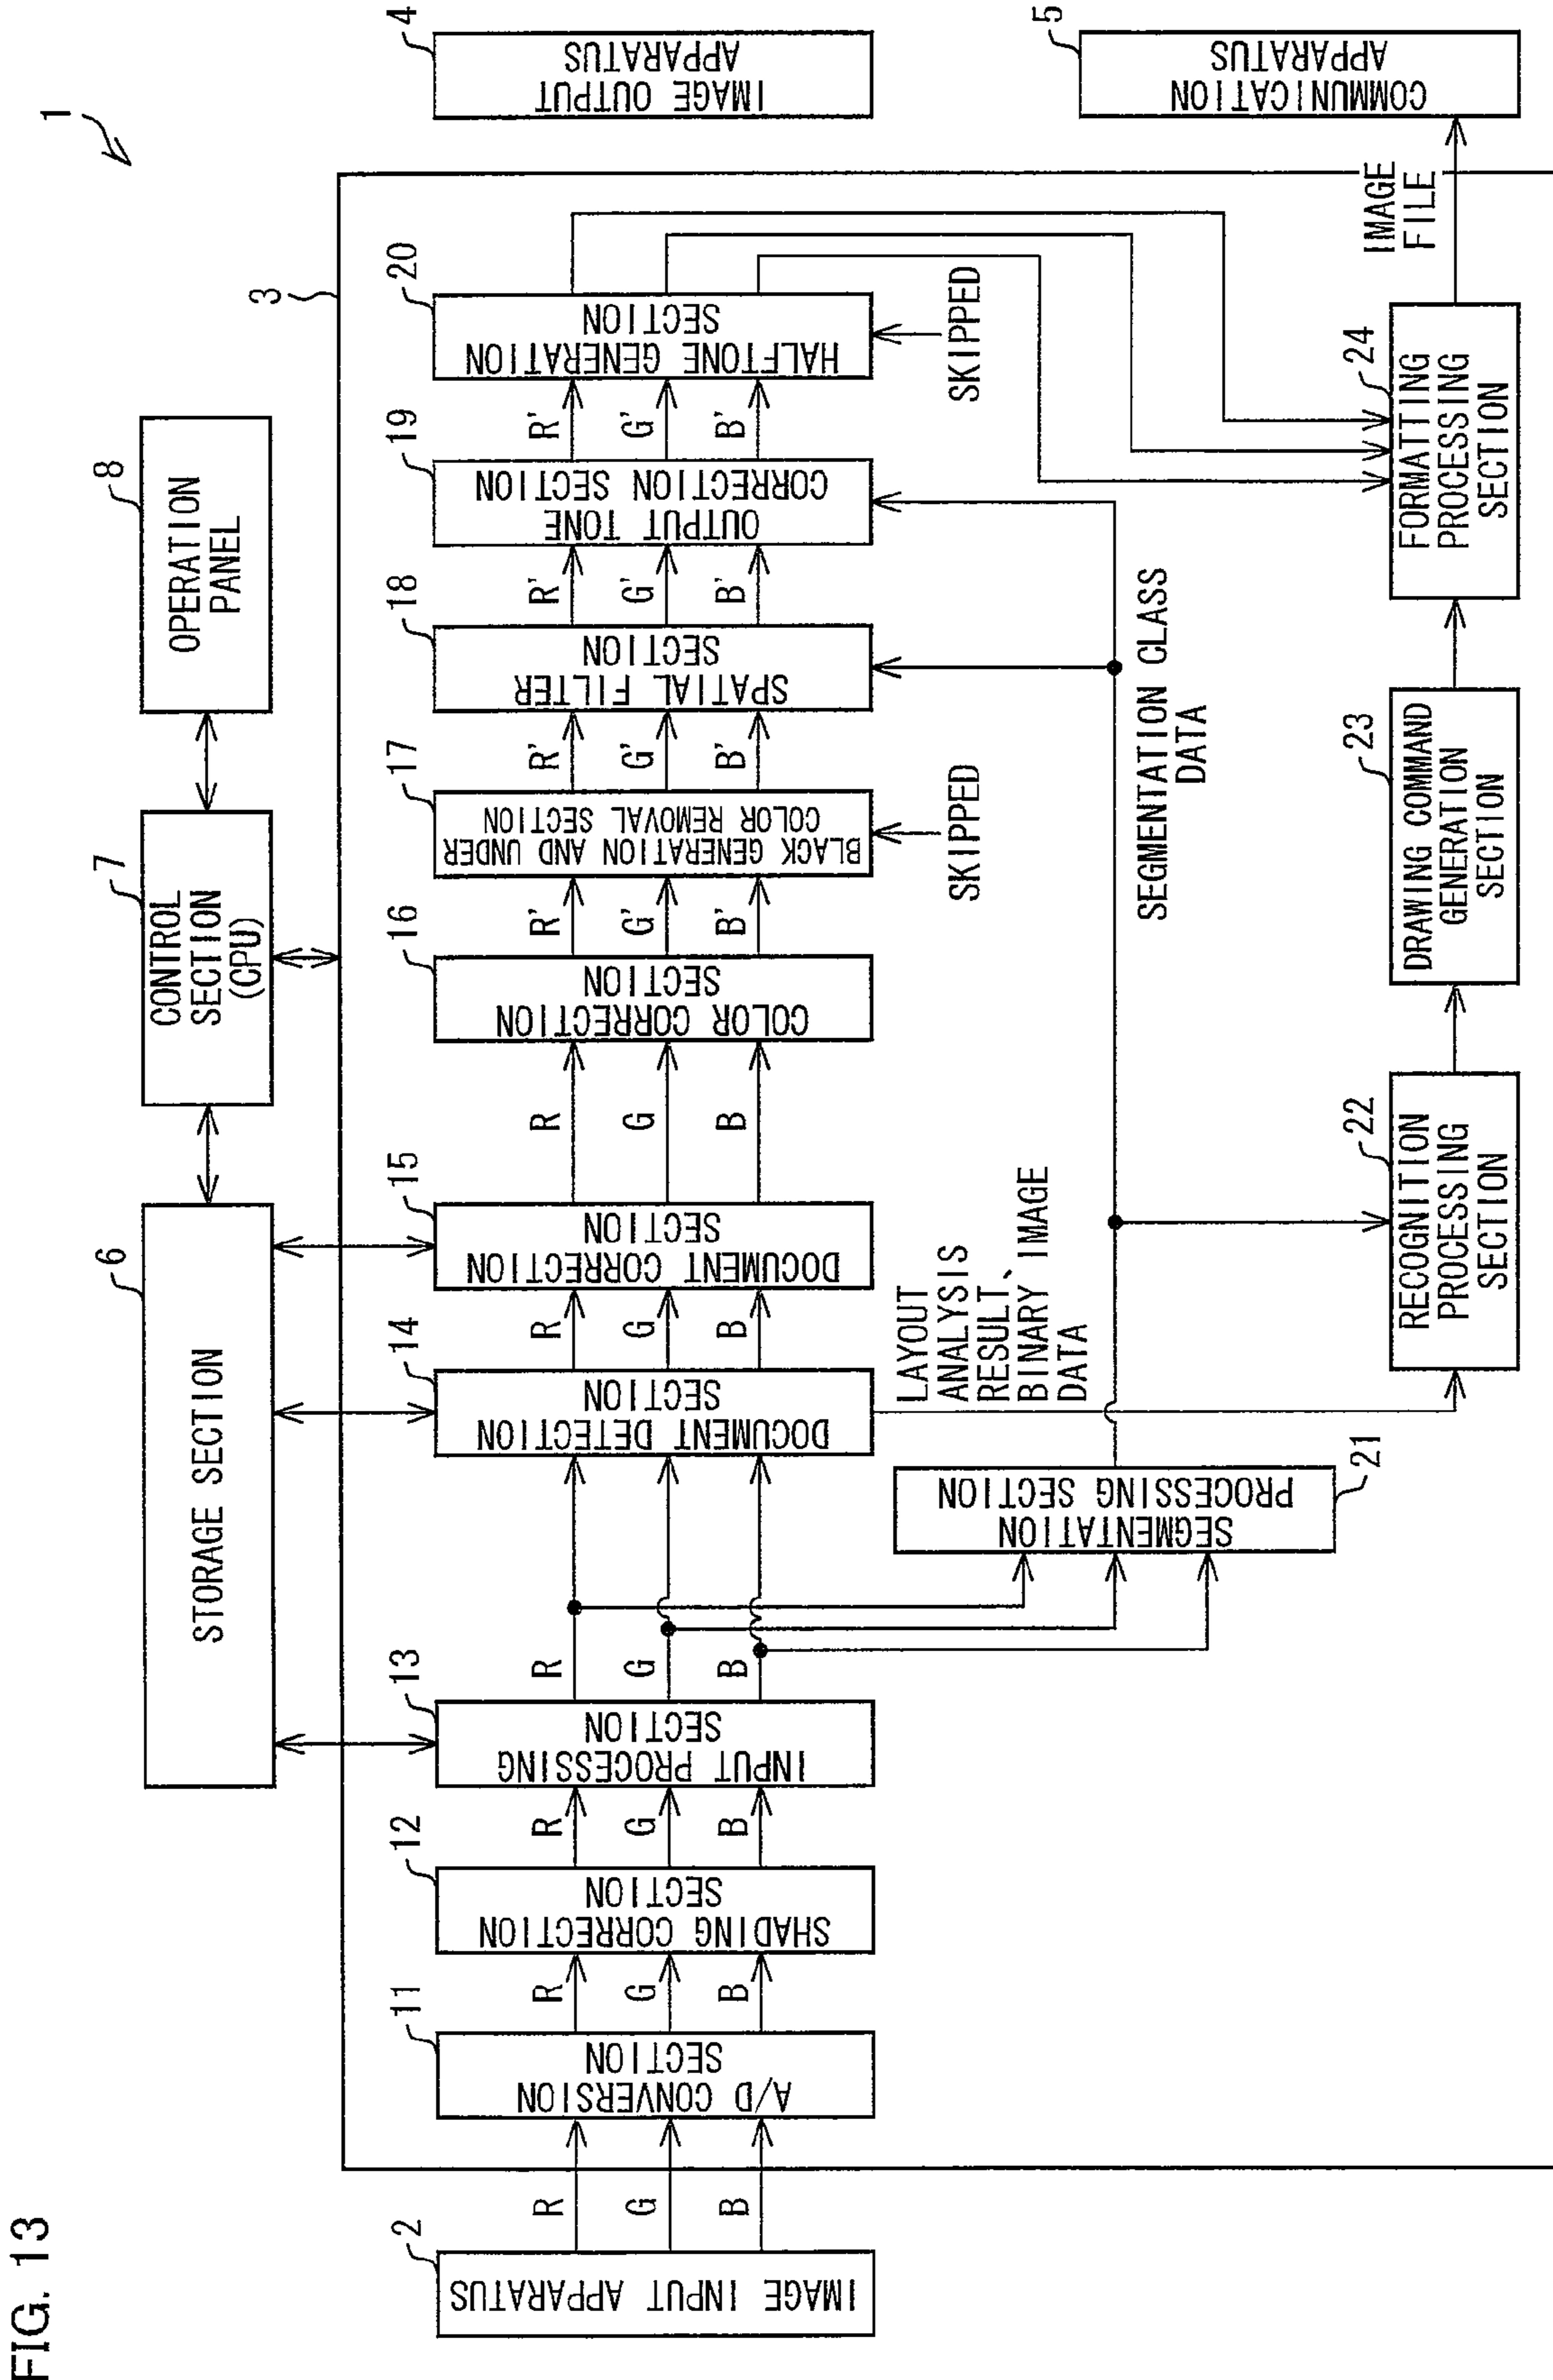 FIG. 13
1
STORAGE SECTION
6
CONTROL
SECTION
(CPU)
7
OPERATION
PANEL
8
3
IMAGE INPUT APPARATUS
2
R
G
B
A/D CONVERSION
SECTION
11
R
G
B
SHADING CORRECTION
SECTION
12
R
G
B
INPUT PROCESSING
SECTION
13
R
G
B
DOCUMENT DETECTION
SECTION
14
R
G
B
DOCUMENT CORRECTION
SECTION
15
R
G
B
COLOR CORRECTION
SECTION
16
R'
G'
B'
BLACK GENERATION AND UNDER
COLOR REMOVAL SECTION
17
SKIPPED
R'
G'
B'
SPATIAL FILTER
SECTION
18
R'
G'
B'
OUTPUT TONE
CORRECTION SECTION
19
R'
G'
B'
HALFTONE GENERATION
SECTION
20
SKIPPED
IMAGE OUTPUT
APPARATUS
4
SEGMENTATION
PROCESSING SECTION
21
LAYOUT
ANALYSIS
RESULT、
BINARY IMAGE
DATA
SEGMENTATION CLASS
DATA
RECOGNITION
PROCESSING
SECTION
22
DRAWING COMMAND
GENERATION
SECTION
23
FORMATTING
PROCESSING
SECTION
24
IMAGE
FILE
COMMUNICATION
APPARATUS
5